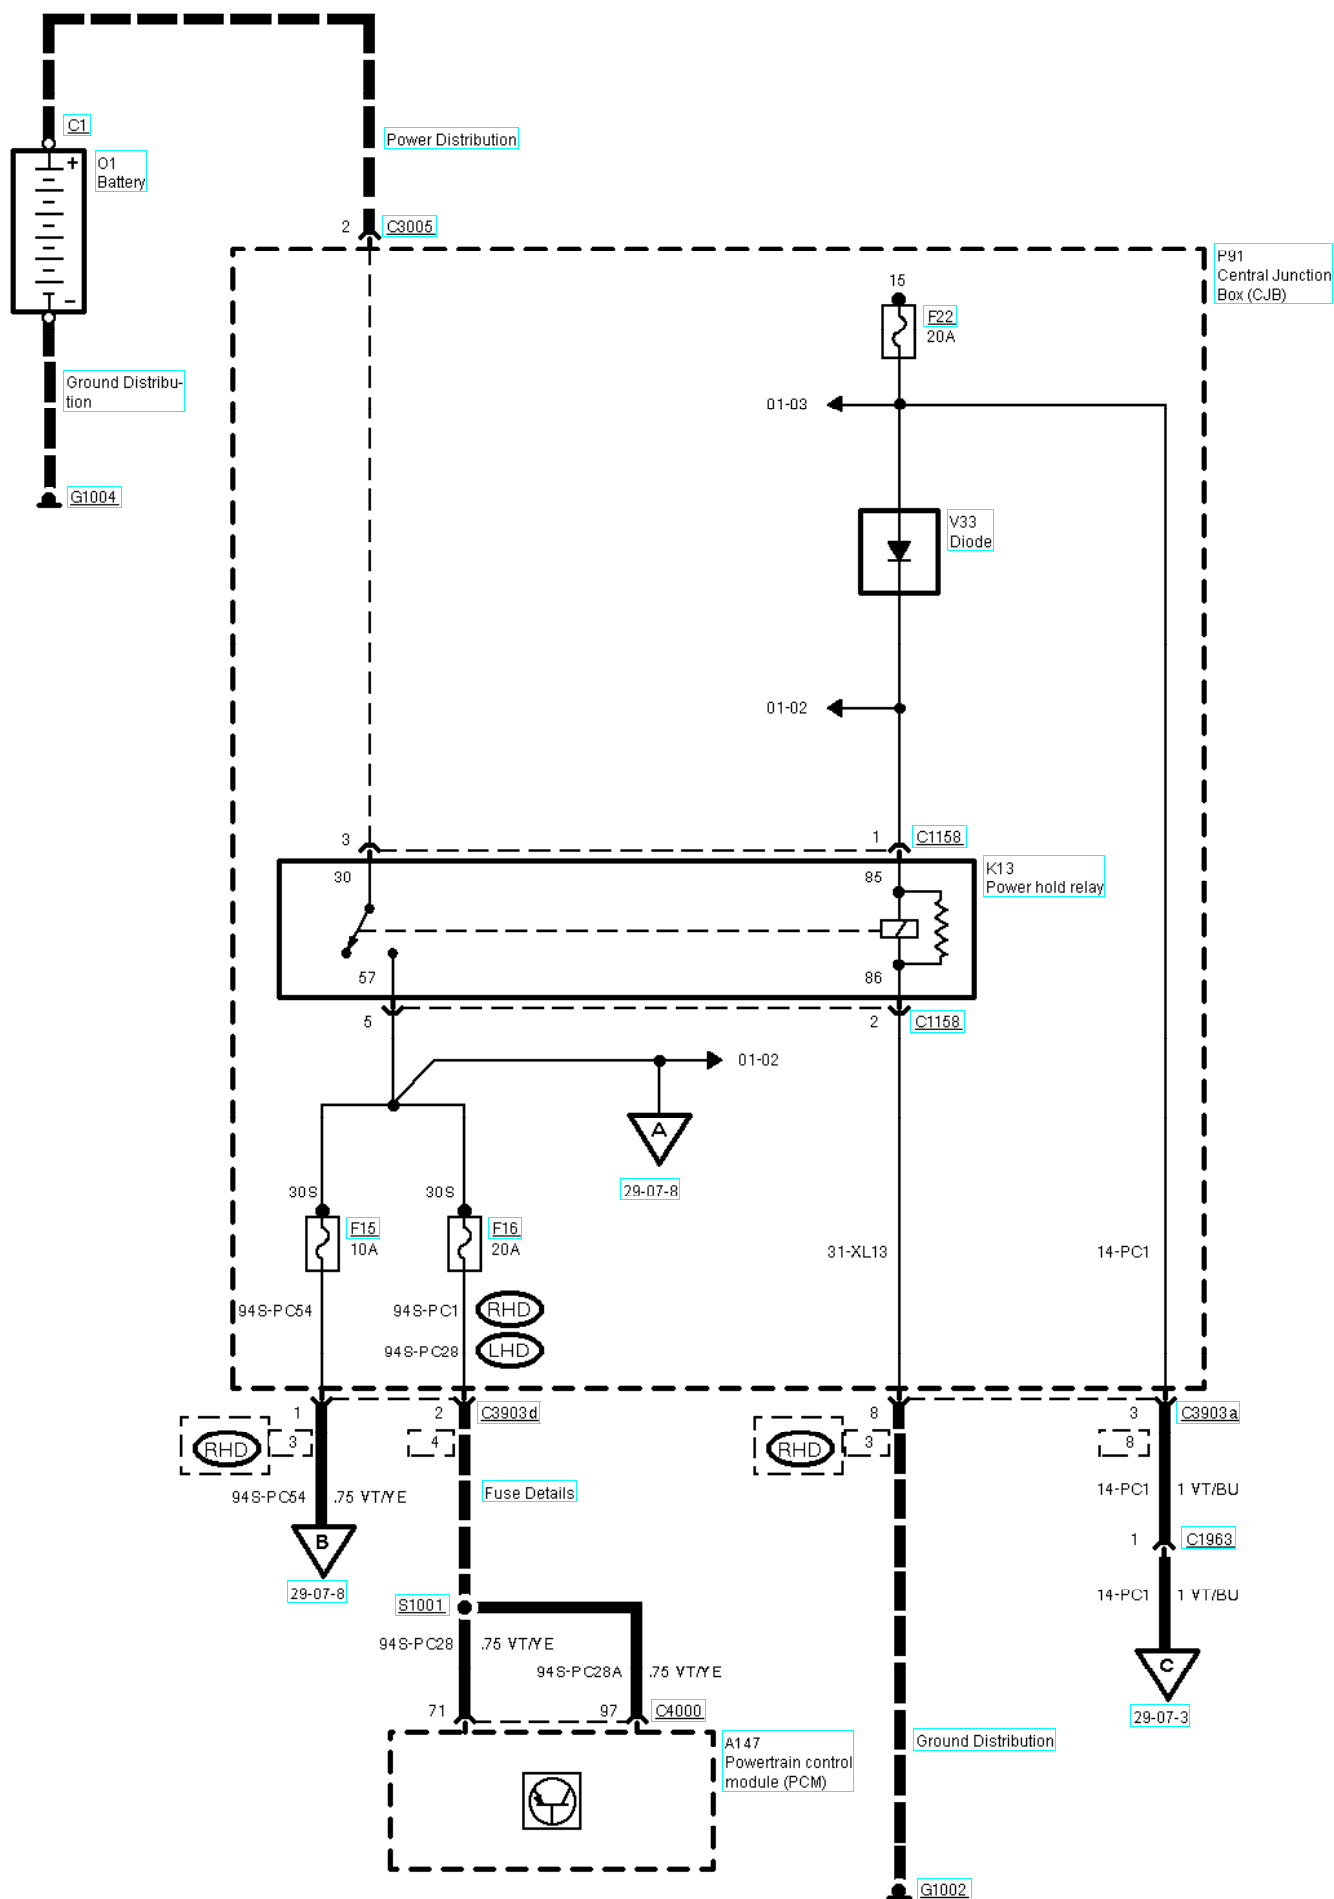 C1
+
O1
Battery
–
Power Distribution
2
C3005
Ground Distribu-
tion
G1004
P91
Central Junction
Box (CJB)
15
F22
20A
01-03
V33
Diode
01-02
3
1
C1158
K13
Power hold relay
30
85
57
86
5
2
C1158
01-02
A
29-07-8
30S
30S
F15
10A
F16
20A
31-XL13
14-PC1
94S-PC54
94S-PC1
RHD
94S-PC28
LHD
1
2
C3903d
8
3
C3903a
RHD
3
4
RHD
3
8
94S-PC54
.75 VT/YE
Fuse Details
14-PC1
1 VT/BU
B
29-07-8
1
C1963
14-PC1
1 VT/BU
S1001
94S-PC28
.75 VT/YE
94S-PC28A
.75 VT/YE
C
29-07-3
71
97
C4000
A147
Powertrain control
module (PCM)
Ground Distribution
G1002